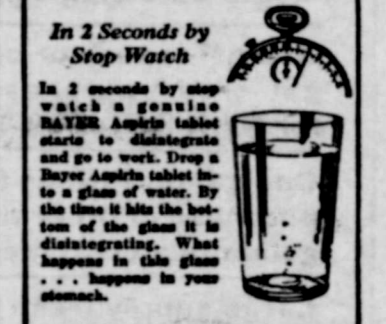 In 2 Seconds by
Stop Watch
In 2 seconds by stop
watch a genuine
BAYER Aspirin tablet
starts to disintegrate
and go to work. Drop a
Bayer Aspirin tablet in-
to a glass of water. By
the time it hits the bot-
tom of the glass it is
disintegrating. What
happens in this glass
. . . happens in your
stomach.